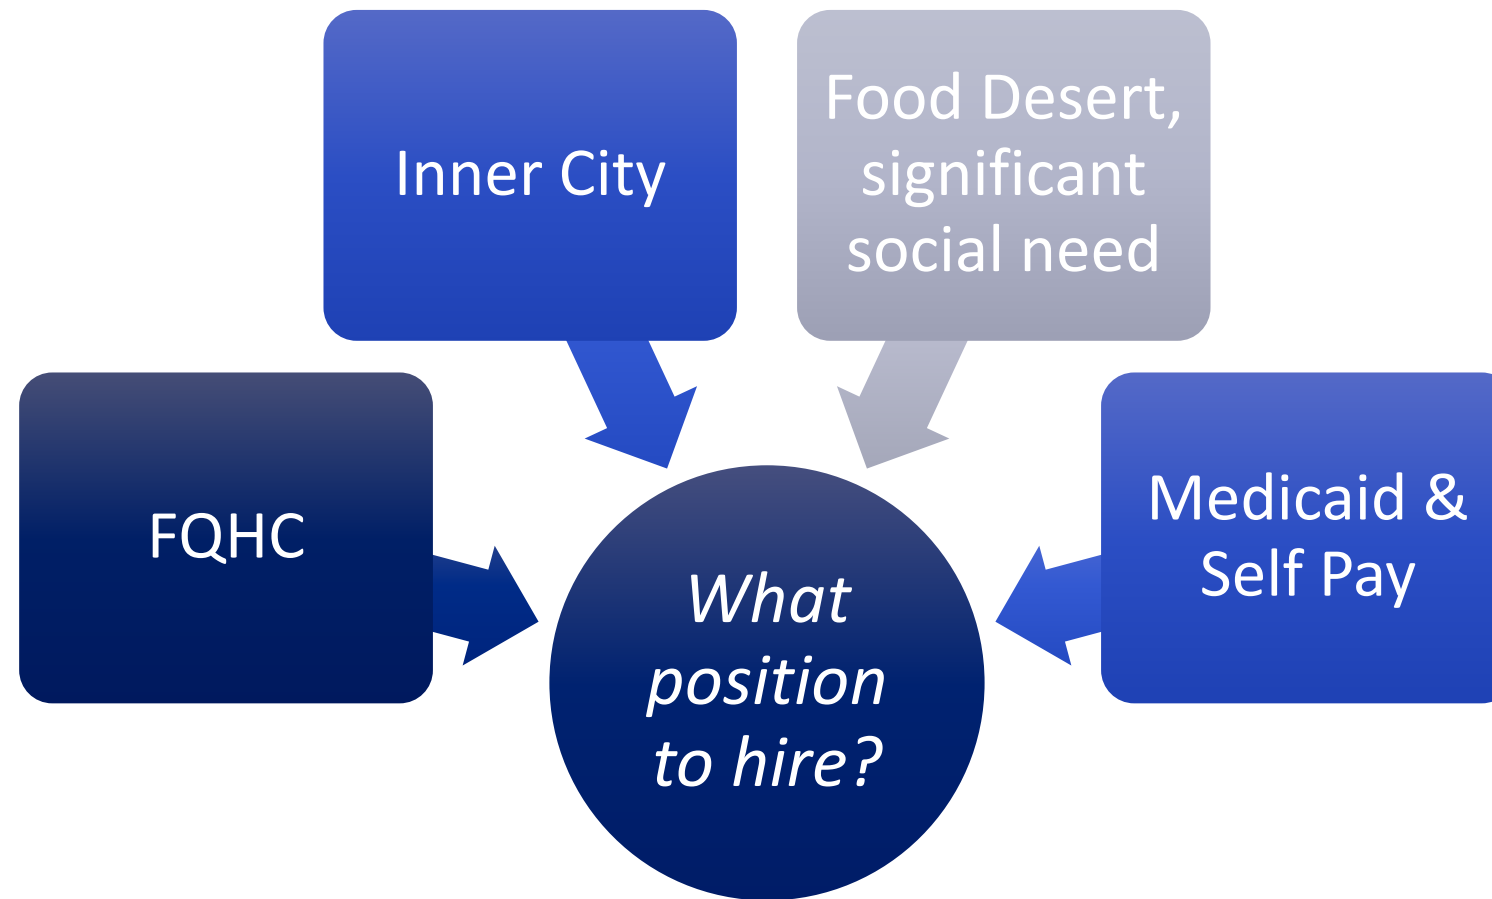 Inner City
Food Desert,
significant
social need
FQHC
Medicaid &
Self Pay
What
position
to hire?